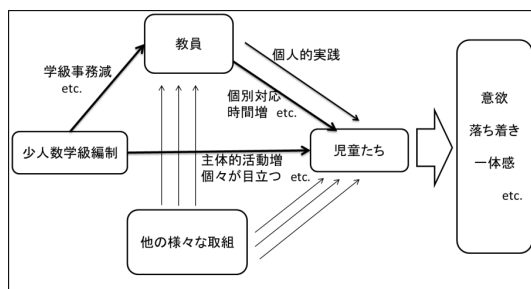 教員
個人的実践
学級事務減
etc.
個別対応
時間増 etc.
意欲
落ち着き
一体感
etc.
少人数学級編制
主体的活動増
個々が目立つ etc.
児童たち
他の様々な取組